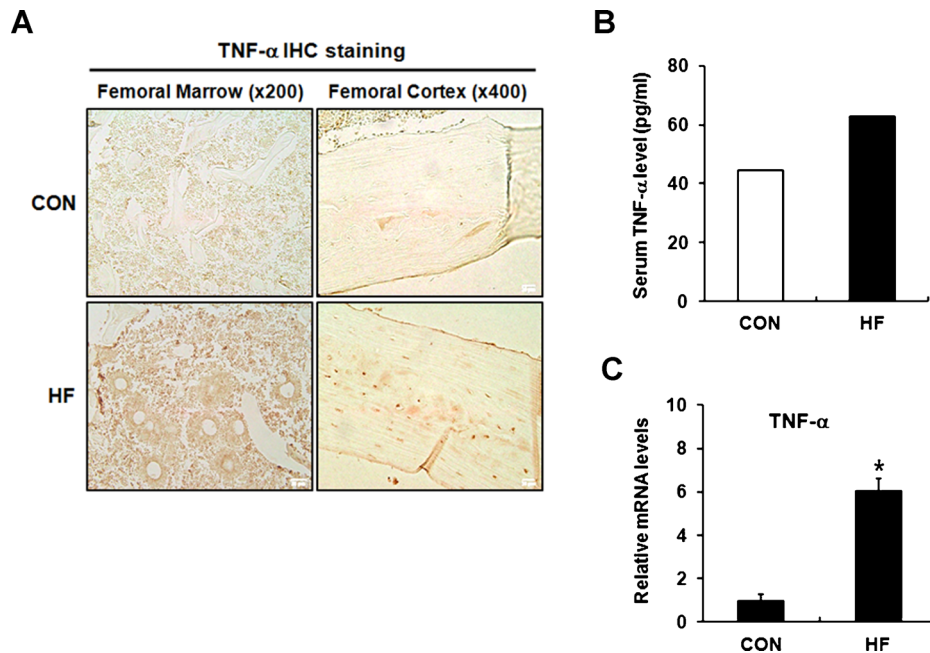 A
TNF-α IHC staining
Femoral Marrow (x200) Femoral Cortex (x400)
CON
HF
B
Serum TNF-α level (pg/ml)
80
60
40
20
0
CON HF
C
TNF-α
Relative mRNA levels
10
8
6
4
2
0
*
CON HF